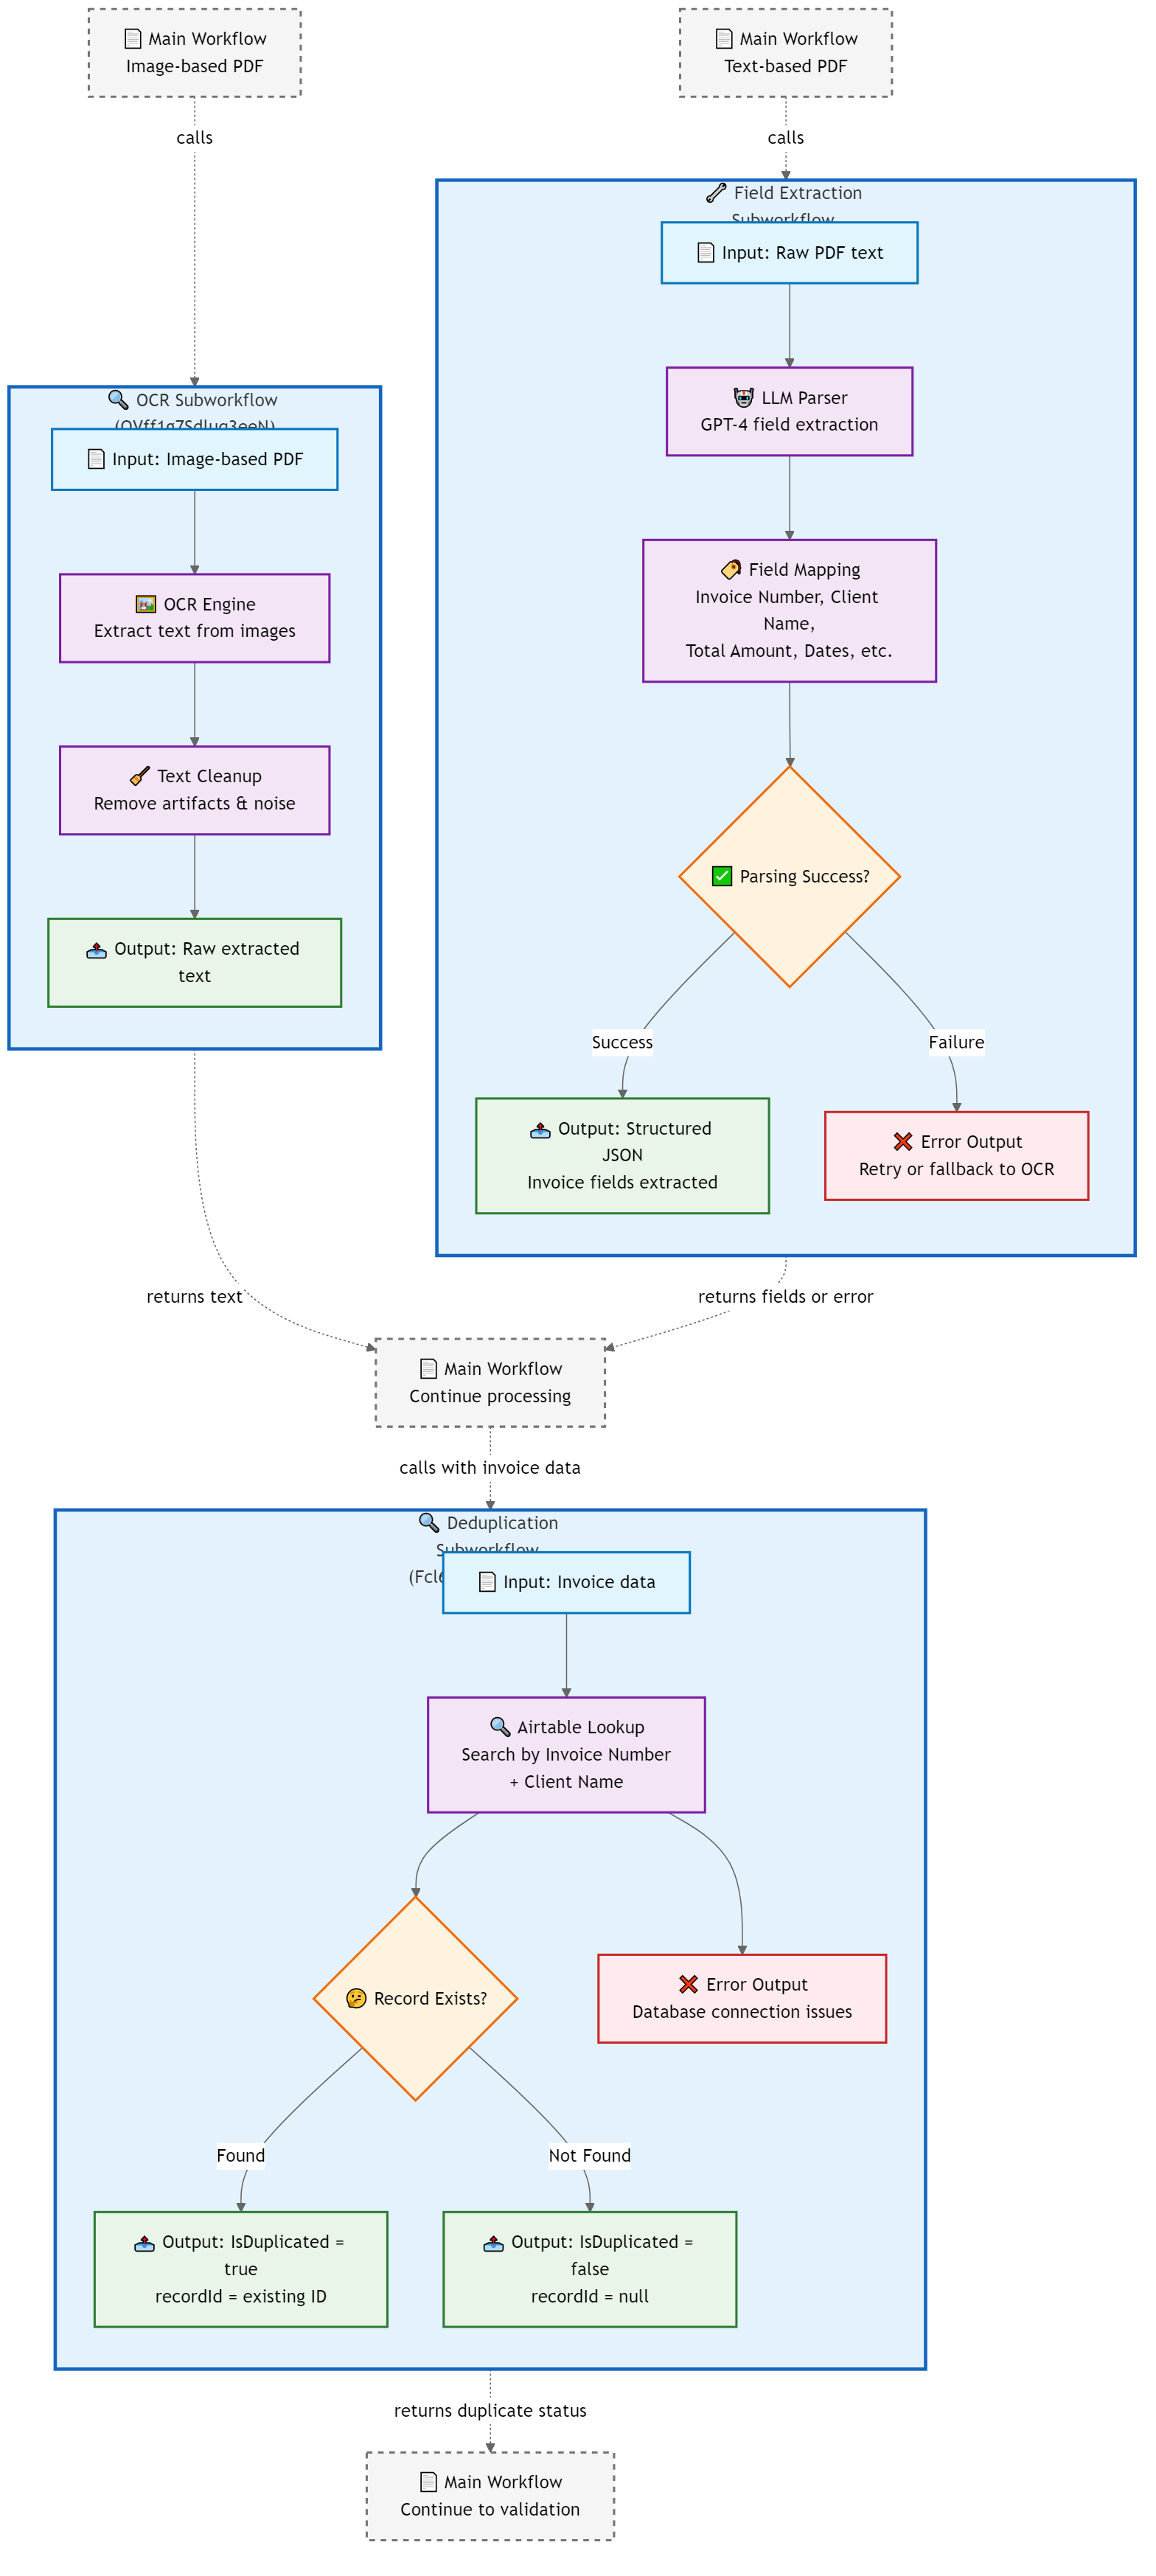 Main Workflow
Image-based PDF
Main Workflow
Text-based PDF
calls
calls
Field Extraction
Subworkflow
Input: Raw PDF text
LLM Parser
GPT-4 field extraction
OCR Subworkflow
Input: Image-based PDF
Field Mapping
Invoice Number, Client
Name,
Total Amount, Dates, etc.
OCR Engine
Extract text from images
Text Cleanup
Remove artifacts & noise
Parsing Success?
Output: Raw extracted
text
Success
Failure
Output: Structured
JSON
Invoice fields extracted
Error Output
Retry or fallback to OCR
returns text
returns fields or error
Main Workflow
Continue processing
calls with invoice data
Deduplication
Subworkflow
Input: Invoice data
Airtable Lookup
Search by Invoice Number
+ Client Name
Record Exists?
Error Output
Database connection issues
Found
Not Found
Output: IsDuplicated =
true
recordId = existing ID
Output: IsDuplicated =
false
recordId = null
returns duplicate status
Main Workflow
Continue to validation